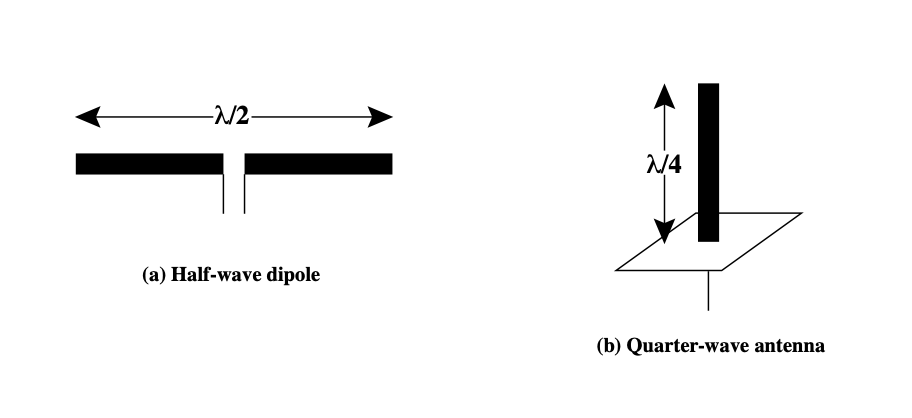 λ/2
(a) Half-wave dipole
λ/4
(b) Quarter-wave antenna